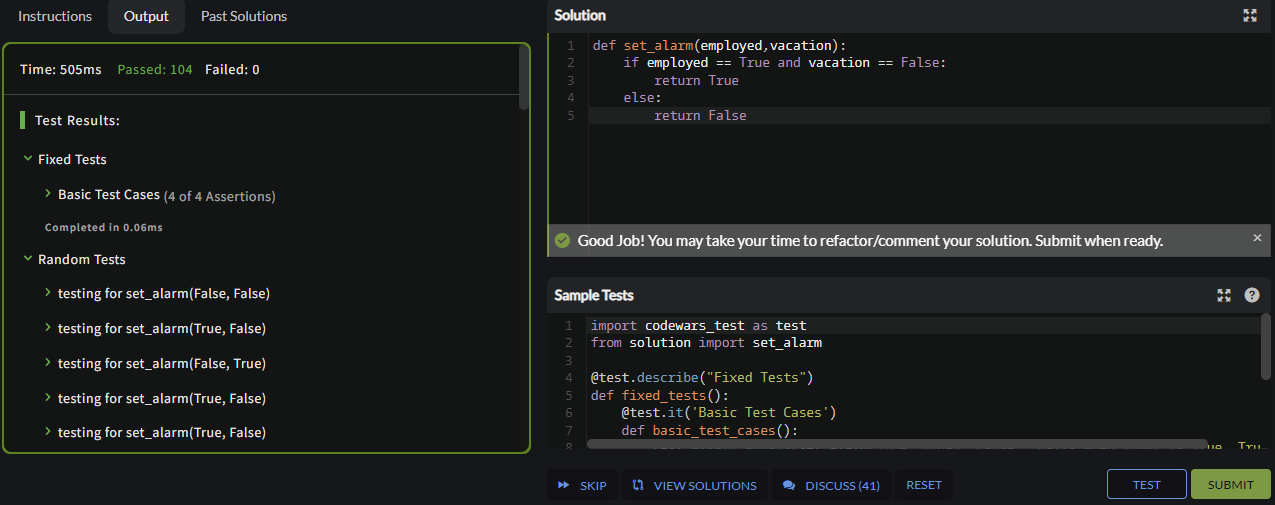 Instructions Output Past Solutions
Time: 505ms Passed: 104 Failed: 0
Test Results:
Fixed Tests
Basic Test Cases (4 of 4 Assertions)
Completed in 0.06ms
Random Tests
testing for set_alarm(False, False)
testing for set_alarm(True, False)
testing for set_alarm(False, True)
testing for set_alarm(True, False)
testing for set_alarm(True, False)
Solution
1 def set_alarm(employed,vacation):
2 if employed == True and vacation == False:
3 return True
4 else:
5 return False
Good Job! You may take your time to refactor/comment your solution. Submit when ready.
Sample Tests
1 import codewars_test as test
2 from solution import set_alarm
3
4 @test.describe("Fixed Tests")
5 def fixed_tests():
6 @test.it('Basic Test Cases')
7 def basic_test_cases():
8
SKIP VIEW SOLUTIONS DISCUSS (41) RESET TEST SUBMIT